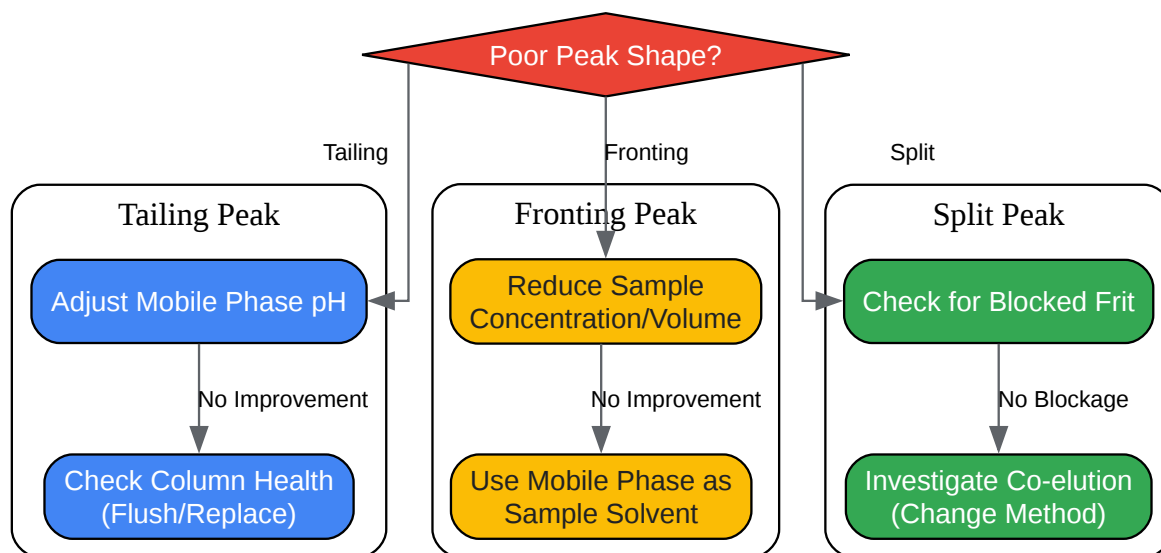 Poor Peak Shape?
Tailing
Fronting
Split
Tailing Peak
Fronting Peak
Split Peak
Adjust Mobile Phase pH
Reduce Sample
Concentration/Volume
Check for Blocked Frit
No Improvement
No Improvement
No Blockage
Check Column Health
(Flush/Replace)
Use Mobile Phase as
Sample Solvent
Investigate Co-elution
(Change Method)